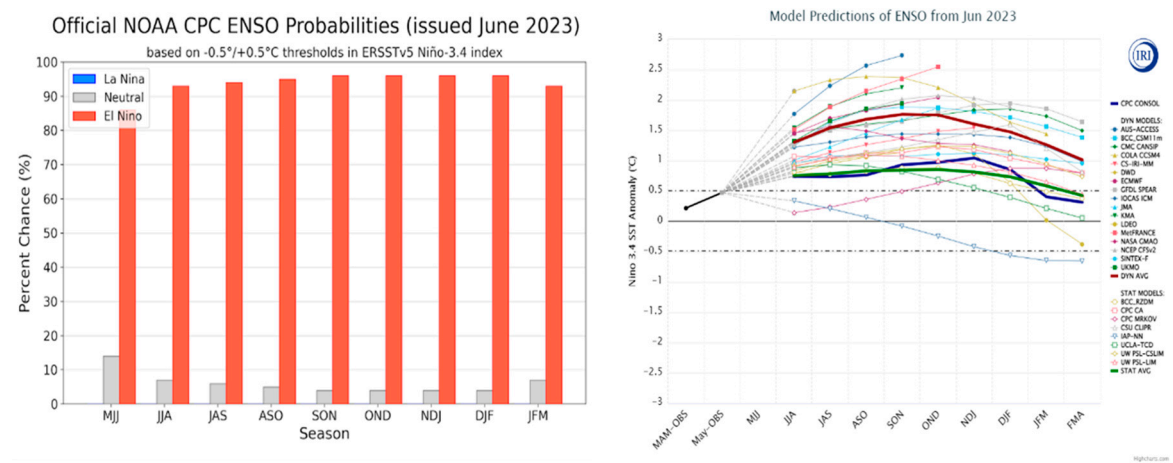 Official NOAA CPC ENSO Probabilities (issued June 2023)
based on -0.5°/+0.5°C thresholds in ERSSTv5 Niño-3.4 index
Percent Chance (%)
100
90
80
70
60
50
40
30
20
10
0
La Nina
Neutral
El Nino
MJJ JJA JAS ASO SON OND NDJ DJF JFM
Season
Model Predictions of ENSO from Jun 2023
IRI
Nino 3.4 SST Anomaly (°C)
3
2.5
2
1.5
1
0.5
0
-0.5
-1
-1.5
-2
-2.5
-3
MAM-OBS May-OBS MJJ JJA JAS ASO SON OND NDJ DJF JFM FMA
CPC CONSOL
DYN MODELS:
AUS-ACCESS
BCC_CSM11m
CMC CANSIP
COLA CCSM4
CS-IRI-MM
DWD
ECMWF
GFDL SPEAR
IOCAS ICM
JMA
KMA
LDEO
MetFRANCE
NASA GMAO
NCEP CFSv2
SINTEX-F
UKMO
DYN AVG
STAT MODELS:
BCC_RZDM
CPC CA
CPC MRKOV
CSU CLIPR
IAP-NN
UCLA-TCD
UW PSL-CSLIM
UW PSL-LIM
STAT AVG
Highcharts.com